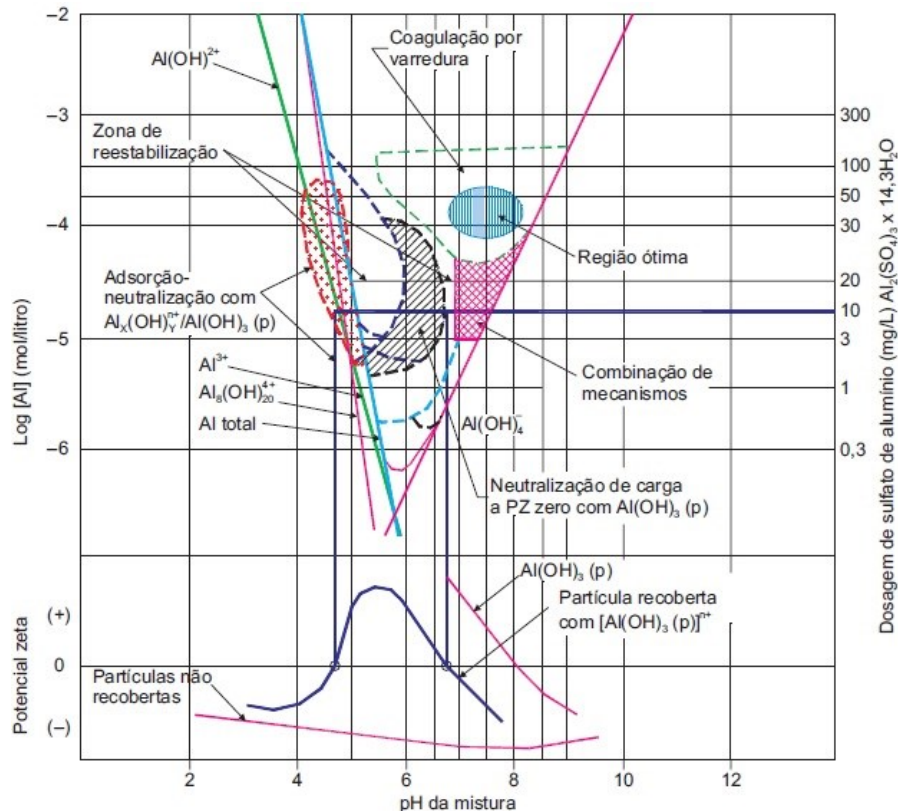 –2
–3
–4
–5
–6
Log [Al] (mol/litro)
Al(OH)²⁺
Zona de
reestabilização
Adsorção-
neutralização com
Alₓ(OH)ᵧⁿ⁺/Al(OH)₃ (p)
Al³⁺
Al₈(OH)₂₀⁴⁺
Al total
Coagulação por
varredura
Região ótima
Combinação de
mecanismos
Al(OH)₄⁻
Neutralização de carga
a PZ zero com Al(OH)₃ (p)
300
100
50
30
20
10
3
1
0,3
Dosagem de sulfato de alumínio (mg/L) Al₂(SO₄)₃ x 14,3H₂O
Potencial zeta
(+)
0
(–)
Partículas não
recobertas
Al(OH)₃ (p)
Partícula recoberta
com [Al(OH)₃ (p)]ⁿ⁺
2
4
6
8
10
12
pH da mistura